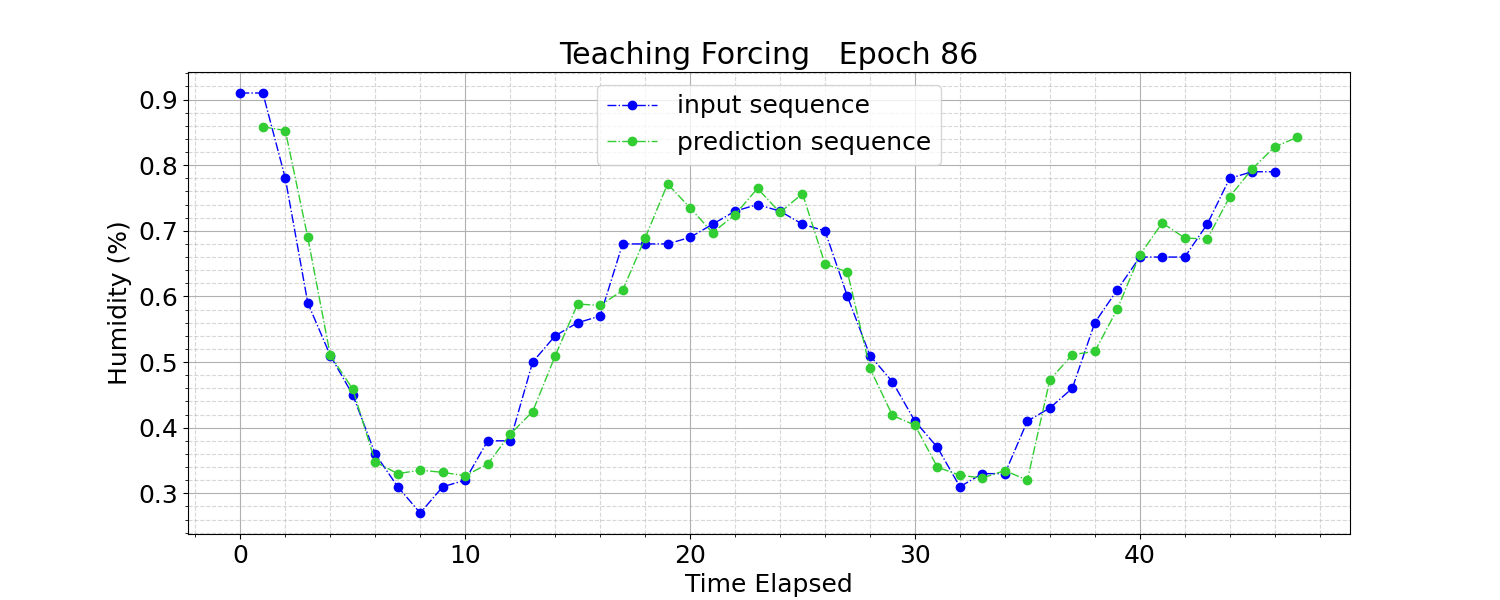 Teaching Forcing   Epoch 86
input sequence
prediction sequence
Humidity (%)
0.9
0.8
0.7
0.6
0.5
0.4
0.3
0 10 20 30 40
Time Elapsed